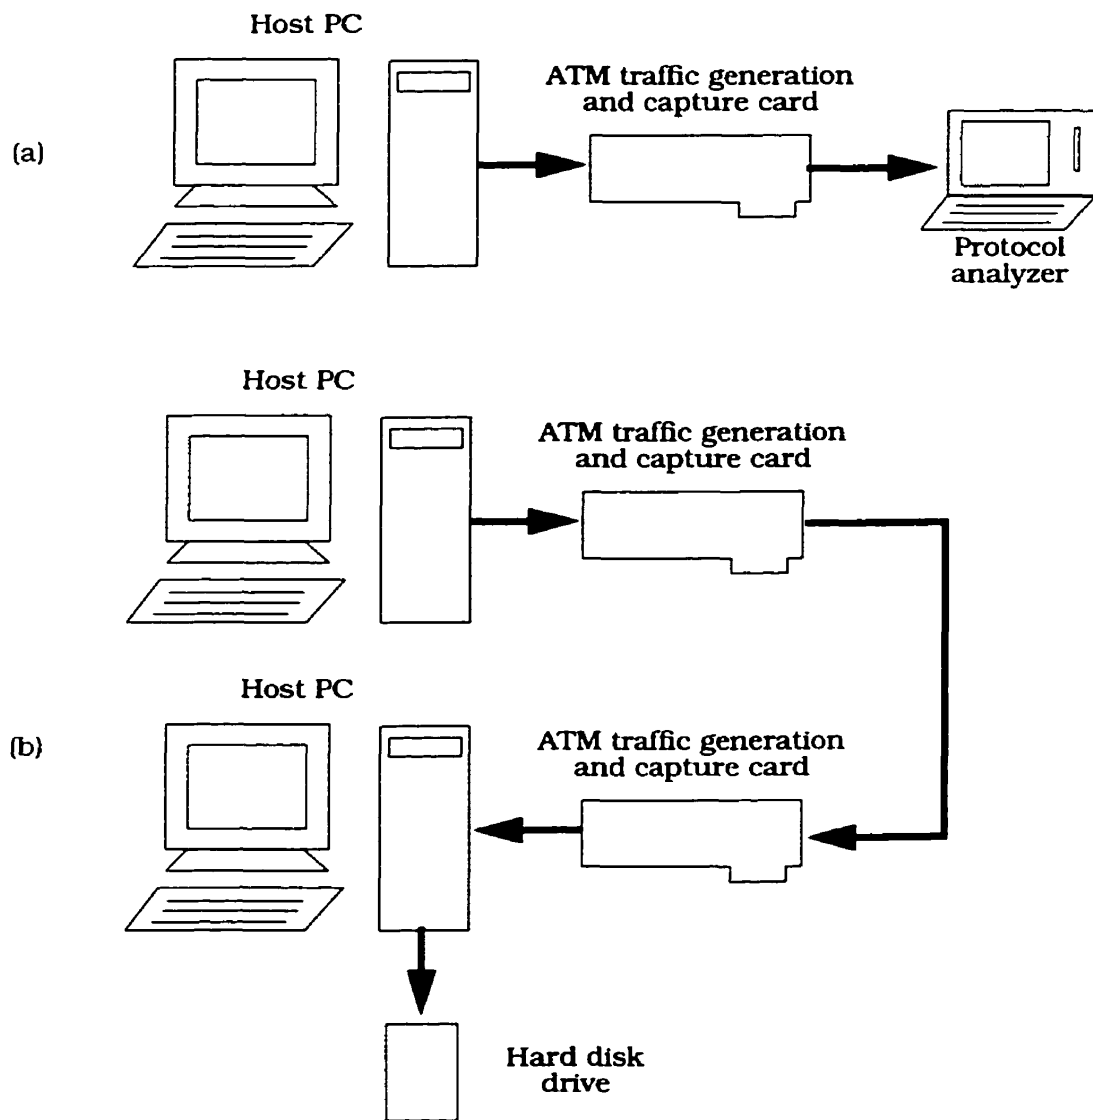 Host PC
ATM traffic generation
and capture card
(a)
Protocol
analyzer
Host PC
ATM traffic generation
and capture card
Host PC
(b)
ATM traffic generation
and capture card
Hard disk
drive